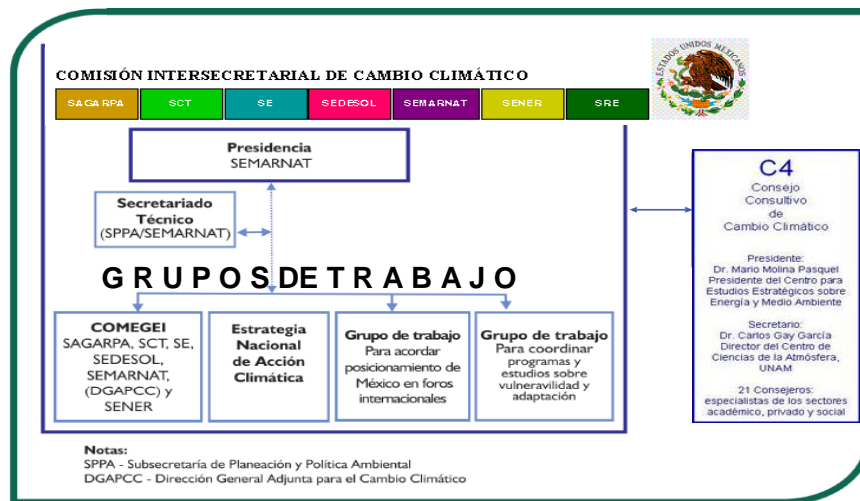 ESTADOS UNIDOS MEXICANOS
COMISIÓN INTERSECRETARIAL DE CAMBIO CLIMÁTICO
SAGARPA SCT SE SEDESOL SEMARNAT SENER SRE
Presidencia
SEMARNAT
Secretariado
Técnico
(SPPA/SEMARNAT)
GRUPOS DE TRABAJO
COMEGEI
SAGARPA, SCT, SE,
SEDESOL,
SEMARNAT,
(DGAPCC) y
SENER
Estrategia
Nacional
de Acción
Climática
Grupo de trabajo
Para acordar
posicionamiento de
México en foros
internacionales
Grupo de trabajo
Para coordinar
programas y
estudios sobre
vulneravilidad y
adaptación
C4
Consejo
Consultivo
de
Cambio Climático
Presidente:
Dr. Mario Molina Pasquel
Presidente del Centro para
Estudios Estratégicos sobre
Energía y Medio Ambiente
Secretario:
Dr. Carlos Gay García
Director del Centro de
Ciencias de la Atmósfera,
UNAM
21 Consejeros:
especialistas de los sectores
académico, privado y social
Notas:
SPPA - Subsecretaría de Planeación y Política Ambiental
DGAPCC - Dirección General Adjunta para el Cambio Climático